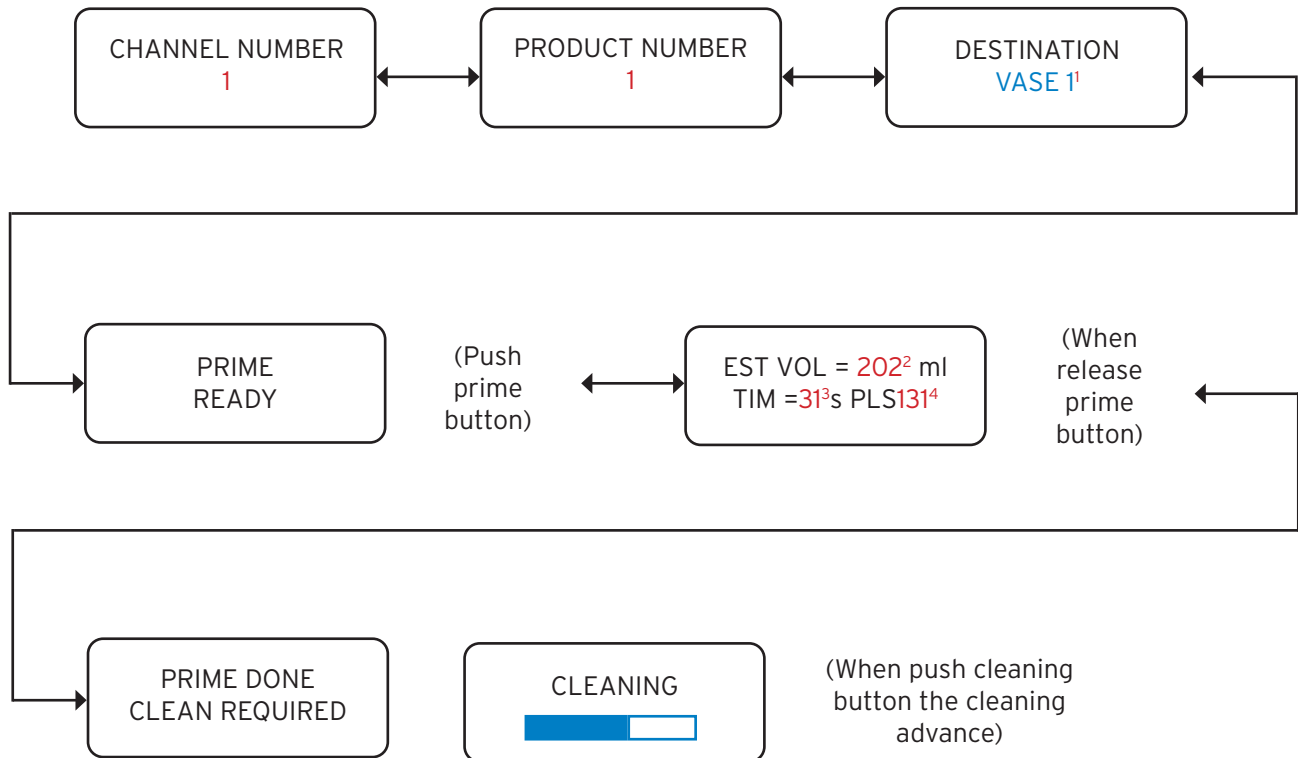 CHANNEL NUMBER
1
PRODUCT NUMBER
1
DESTINATION
VASE 1¹
PRIME
READY
(Push
prime
button)
EST VOL = 202² ml
TIM =31³s PLS131⁴
(When
release
prime
button)
PRIME DONE
CLEAN REQUIRED
CLEANING
(When push cleaning
button the cleaning
advance)